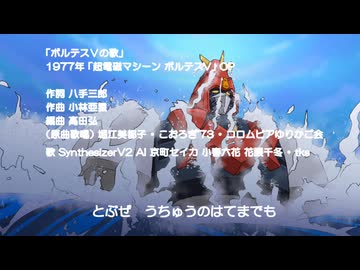 「ボルテスVの歌」
1977年「超電磁マシーン ボルテスV」OP
作詞 八手三郎
作曲 小林亜星
編曲 高田弘
(原曲歌唱) 堀江美都子・こおろぎ'73・コロムビアゆりかご会
歌 SynthesizerV2 AI 京町セイカ 小春六花 花隈千冬・tks
とぶぜ うちゅうのはてまでも